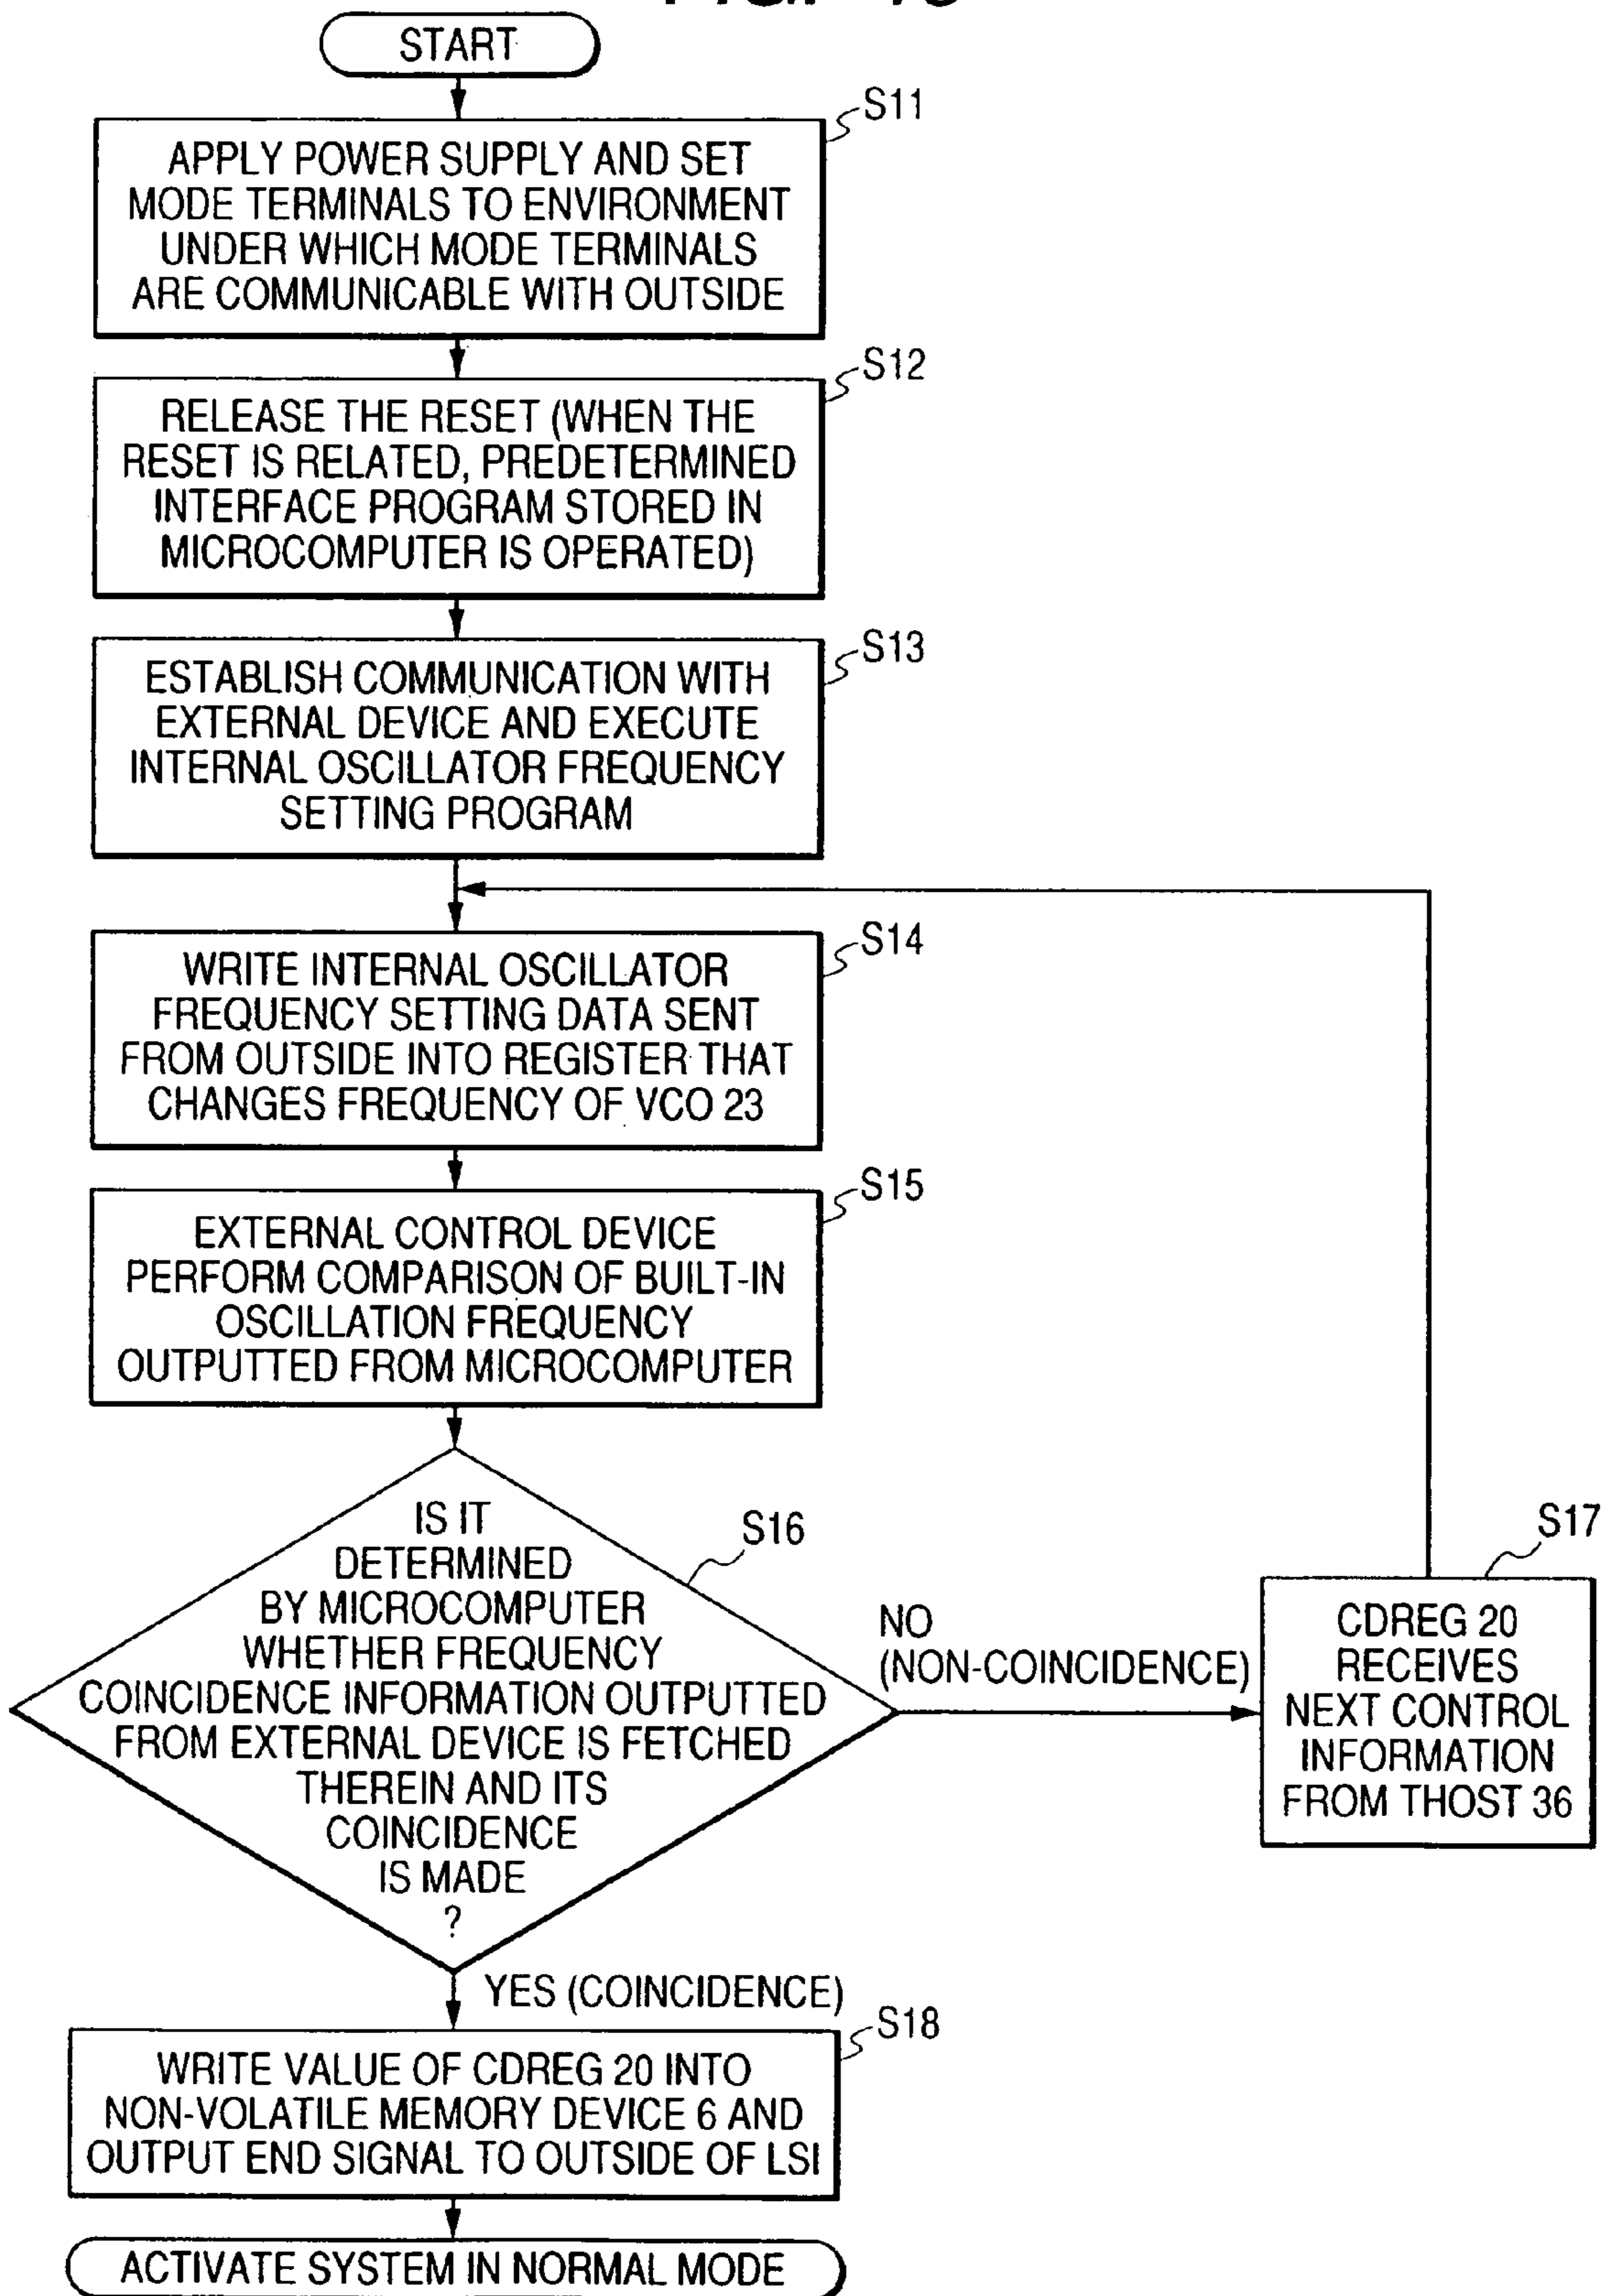 START
S11
APPLY POWER SUPPLY AND SET
MODE TERMINALS TO ENVIRONMENT
UNDER WHICH MODE TERMINALS
ARE COMMUNICABLE WITH OUTSIDE
S12
RELEASE THE RESET (WHEN THE
RESET IS RELATED, PREDETERMINED
INTERFACE PROGRAM STORED IN
MICROCOMPUTER IS OPERATED)
S13
ESTABLISH COMMUNICATION WITH
EXTERNAL DEVICE AND EXECUTE
INTERNAL OSCILLATOR FREQUENCY
SETTING PROGRAM
S14
WRITE INTERNAL OSCILLATOR
FREQUENCY SETTING DATA SENT
FROM OUTSIDE INTO REGISTER THAT
CHANGES FREQUENCY OF VCO 23
S15
EXTERNAL CONTROL DEVICE
PERFORM COMPARISON OF BUILT-IN
OSCILLATION FREQUENCY
OUTPUTTED FROM MICROCOMPUTER
S16
IS IT
DETERMINED
BY MICROCOMPUTER
WHETHER FREQUENCY
COINCIDENCE INFORMATION OUTPUTTED
FROM EXTERNAL DEVICE IS FETCHED
THEREIN AND ITS
COINCIDENCE
IS MADE
?
NO
(NON-COINCIDENCE)
S17
CDREG 20
RECEIVES
NEXT CONTROL
INFORMATION
FROM THOST 36
YES (COINCIDENCE)
S18
WRITE VALUE OF CDREG 20 INTO
NON-VOLATILE MEMORY DEVICE 6 AND
OUTPUT END SIGNAL TO OUTSIDE OF LSI
ACTIVATE SYSTEM IN NORMAL MODE